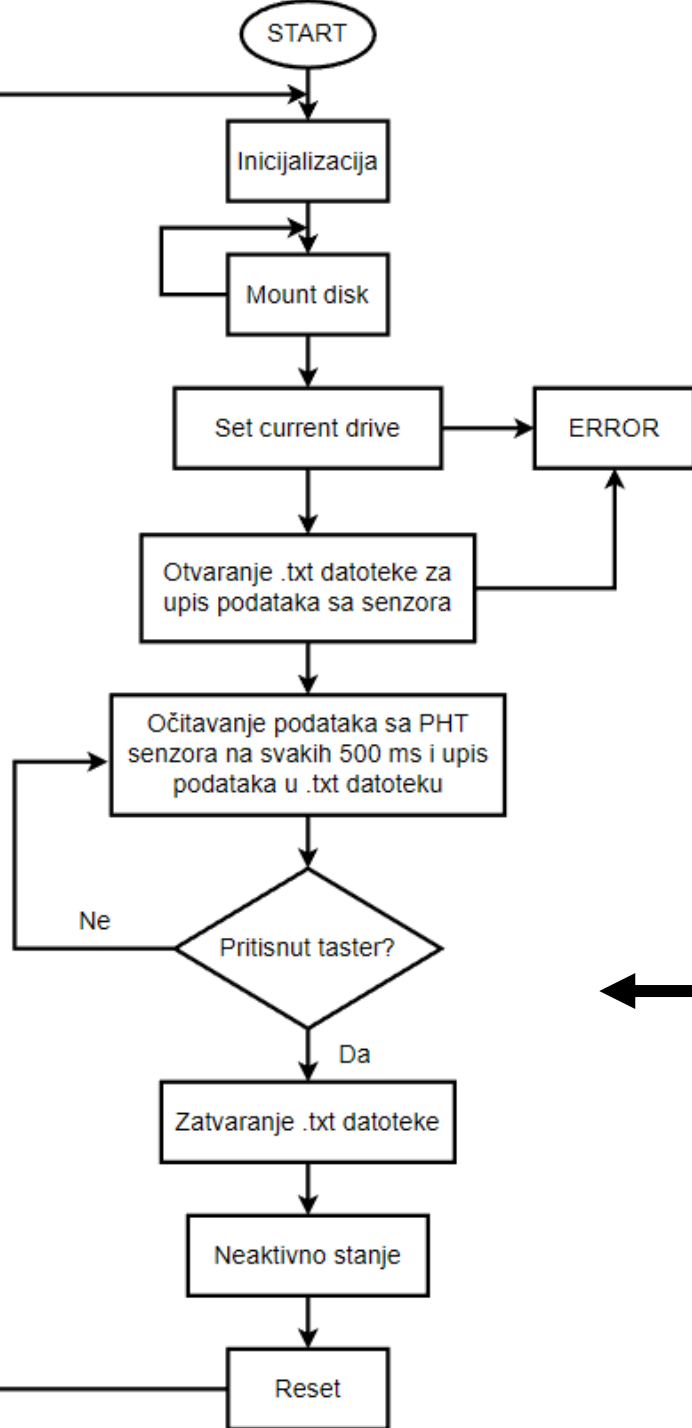 START
Inicijalizacija
Mount disk
Set current drive
ERROR
Otvaranje .txt datoteke za
upis podataka sa senzora
Očitavanje podataka sa PHT
senzora na svakih 500 ms i upis
podataka u .txt datoteku
Ne
Pritisnut taster?
Da
Zatvaranje .txt datoteke
Neaktivno stanje
Reset